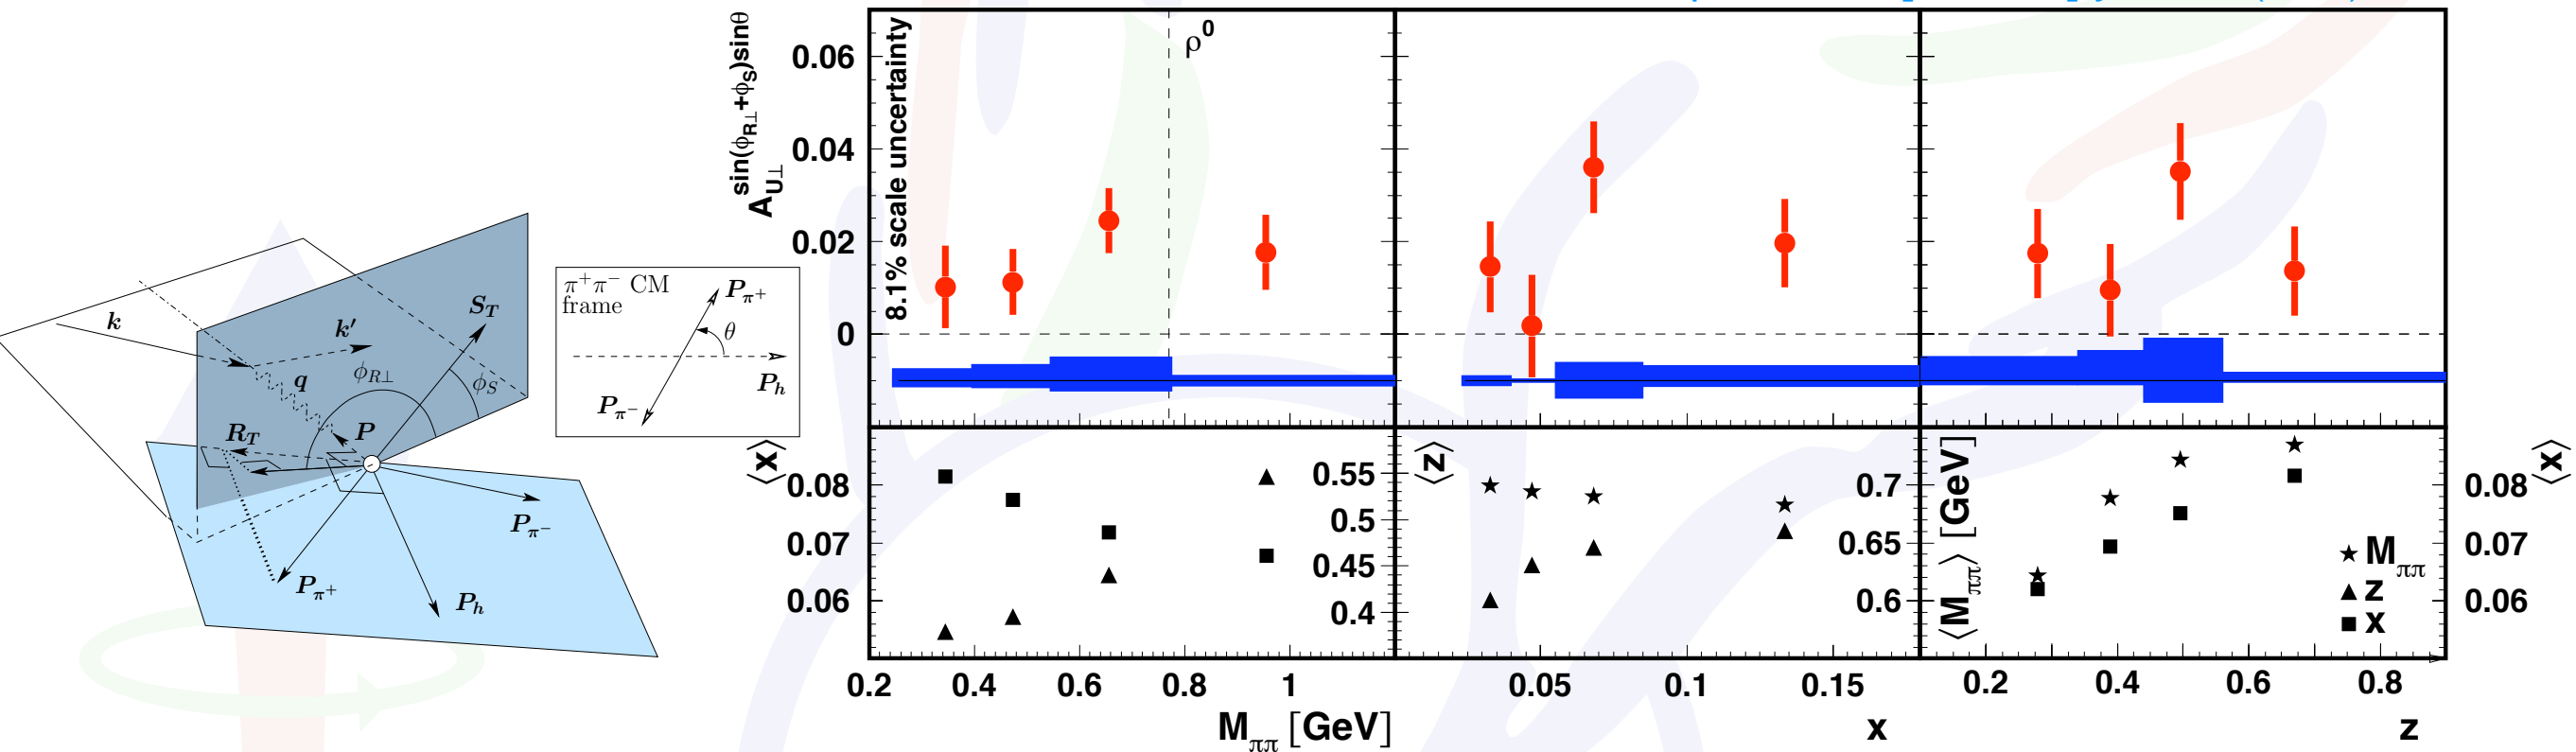 k
k′
S_T
q
ϕ_R⊥
ϕ_S
R_T
P
P_π−
P_π+
P_h
π+π− CM
frame
P_π+
θ
P_h
P_π−
A_U⊥^sin(ϕ_R⊥+ϕ_S)sinθ
0.06
0.04
0.02
0
8.1% scale uncertainty
ρ⁰
⟨x⟩
0.08
0.07
0.06
0.55
0.5
0.45
0.4
⟨z⟩
0.7
0.65
0.6
⟨M_ππ⟩ [GeV]
★ M_ππ
▲ z
■ x
0.08
0.07
0.06
⟨x⟩
0.2 0.4 0.6 0.8 1
0.05 0.1 0.15
0.2 0.4 0.6 0.8
M_ππ [GeV]
x
z